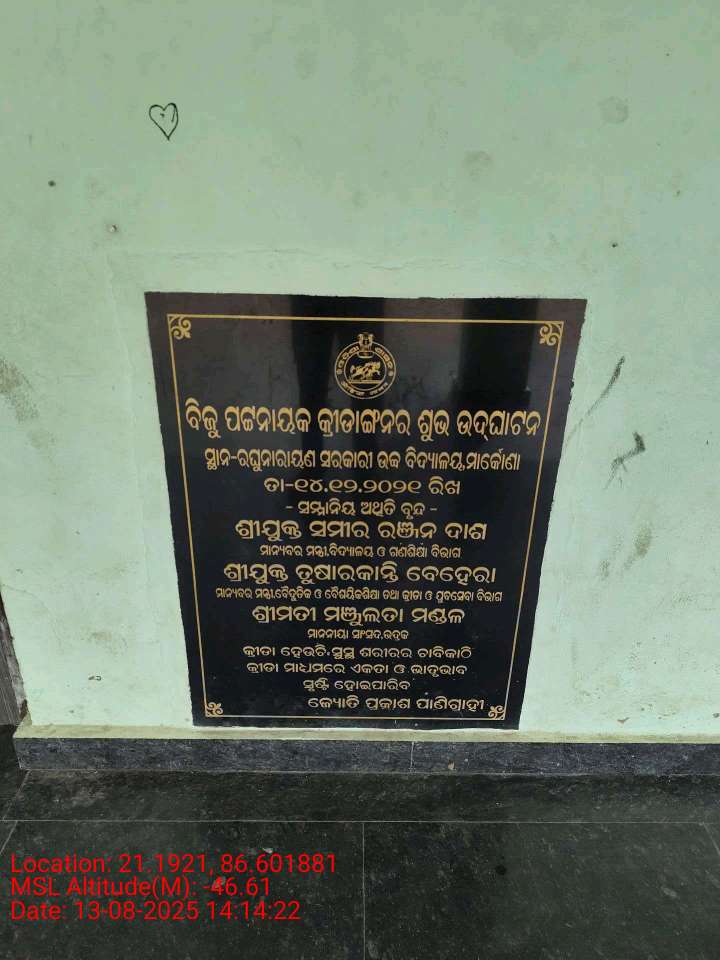 ବିଜୁ ପଟ୍ଟନାୟକ କ୍ରୀଡାଙ୍ଗନର ଶୁଭ ଉଦ୍‌ଘାଟନ
ସ୍ଥାନ-ରଘୁନାରାୟଣ ସରକାରୀ ଉଚ୍ଚ ବିଦ୍ୟାଳୟ,ମାର୍କୋଣା
ତା-୧୪.୧୨.୨୦୨୧ ରିଖ
- ସମ୍ମାନିୟ ଅଥିତି ବୃନ୍ଦ -
ଶ୍ରୀଯୁକ୍ତ ସମୀର ରଞ୍ଜନ ଦାଶ
ମାନ୍ୟବର ମନ୍ତ୍ରୀ,ବିଦ୍ୟାଳୟ ଓ ଗଣଶିକ୍ଷା ବିଭାଗ
ଶ୍ରୀଯୁକ୍ତ ତୁଷାରକାନ୍ତି ବେହେରା
ମାନ୍ୟବର ମନ୍ତ୍ରୀ,ବୈଦୁତିକ ଓ ବୈଶୟିକଶିକ୍ଷା ତଥା କ୍ରୀଡା ଓ ଯୁବସେବା ବିଭାଗ
ଶ୍ରୀମତୀ ମଞ୍ଜୁଲତା ମଣ୍ଡଳ
ମାନନୀୟା ସାଂସଦ,ଭଦ୍ରକ
କ୍ରୀଡା ହେଉଚି-ସୁସ୍ଥ ଶରୀରର ଚାବିକାଠି
କ୍ରୀଡା ମାଧ୍ୟମରେ ଏକତା ଓ ଭାତୃଭାବ
ସୃଷ୍ଟି ହୋଇପାରିବ
ଜ୍ୟୋତି ପ୍ରକାଶ ପାଣିଗ୍ରାହୀ
Location: 21.1921, 86.601881
MSL Altitude(M): -46.61
Date: 13-08-2025 14:14:22